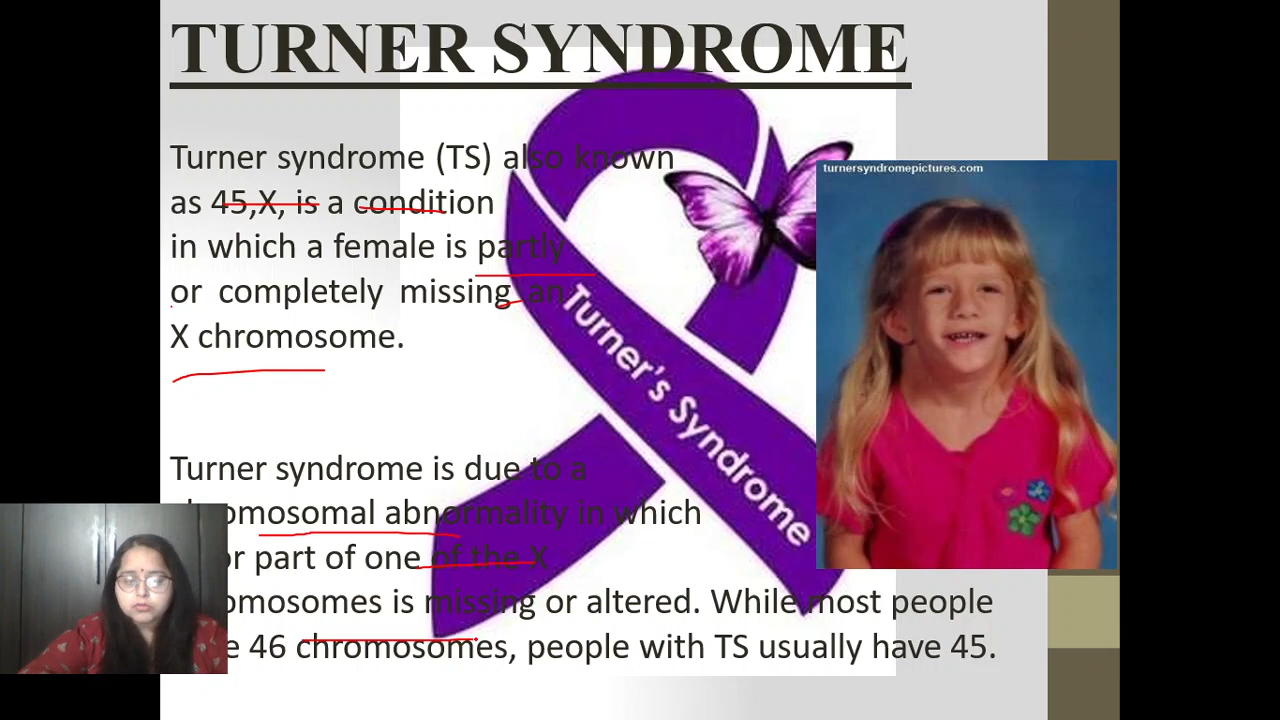 TURNER SYNDROME
Turner syndrome (TS) also known
as 45,X, is a condition
in which a female is partly
or completely missing an
X chromosome.
turnersyndromepictures.com
Turner's Syndrome
Turner syndrome is due to a
abnormality in which
or part of one of the X
is missing or altered. While most people
46 chromosomes, people with TS usually have 45.